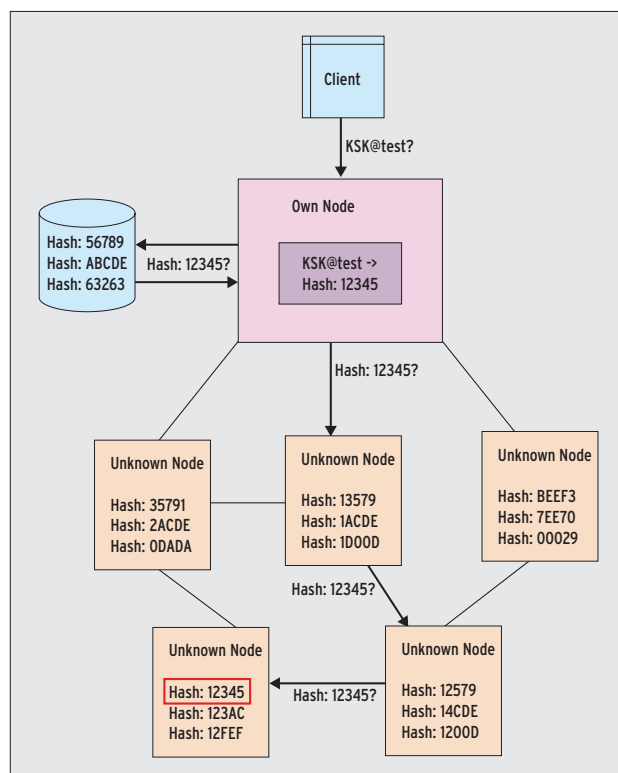 Client
KSK@test?
Own Node
KSK@test ->
Hash: 12345
Hash: 56789
Hash: ABCDE
Hash: 63263
Hash: 12345?
Hash: 12345?
Unknown Node
Hash: 35791
Hash: 2ACDE
Hash: 0DADA
Unknown Node
Hash: 13579
Hash: 1ACDE
Hash: 1D00D
Unknown Node
Hash: BEEF3
Hash: 7EE70
Hash: 00029
Hash: 12345?
Unknown Node
Hash: 12345
Hash: 123AC
Hash: 12FEF
Hash: 12345?
Unknown Node
Hash: 12579
Hash: 14CDE
Hash: 1200D